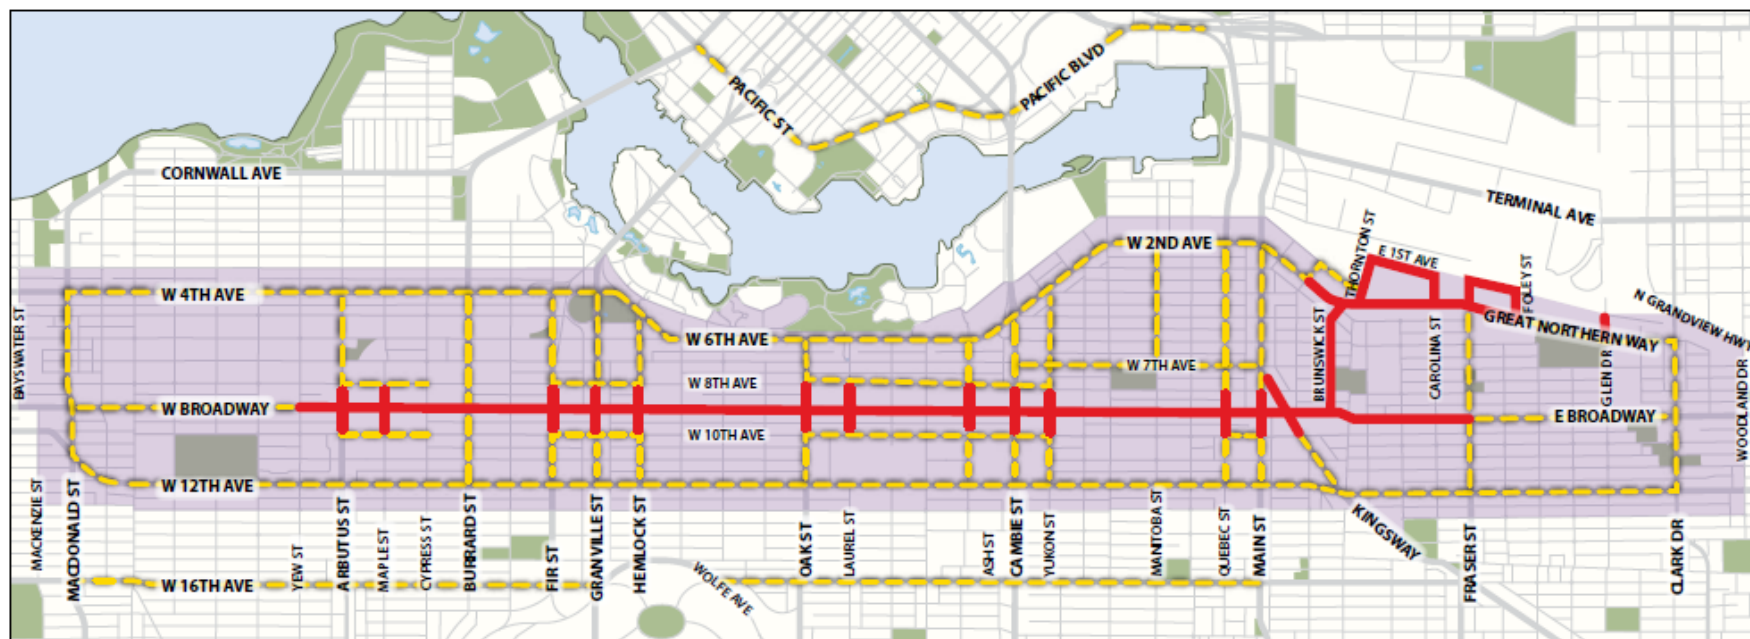 PACIFIC ST
PACIFIC BLVD
CORNWALL AVE
TERMINAL AVE
THORNTON ST
E 1ST AVE
FOLEY ST
W 2ND AVE
N GRANDVIEW HWY
W 4TH AVE
GREAT NORTHERN WAY
W 6TH AVE
BAYSWATER ST
BRUNSWICK ST
CAROLINA ST
GLEN DR
W 7TH AVE
W 8TH AVE
W BROADWAY
E BROADWAY
WOODLAND DR
W 10TH AVE
W 12TH AVE
MACKENZIE ST
MACDONALD ST
YEW ST
ARBUTUS ST
MAPLE ST
CYPRESS ST
BURRARD ST
FIR ST
GRANVILLE ST
HEMLOCK ST
WOLFE AVE
OAK ST
LAUREL ST
ASH ST
CAMBIE ST
YUKON ST
MANITOBA ST
QUEBEC ST
MAIN ST
KINGSWAY
FRASER ST
CLARK DR
W 16TH AVE